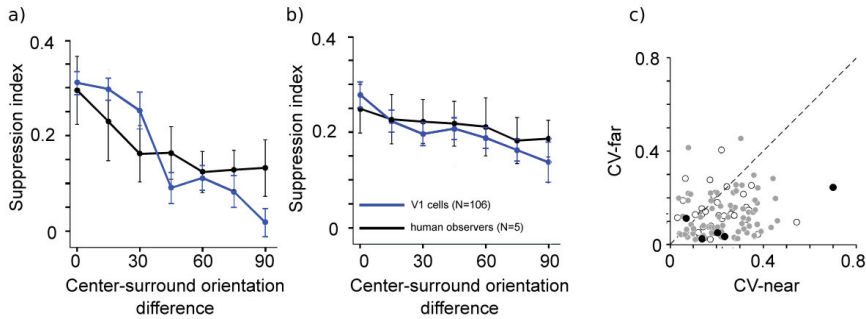 a)
0.4
0.2
0
Suppression index
0 30 60 90
Center-surround orientation
difference
b)
0.4
0.2
0
Suppression index
V1 cells (N=106)
human observers (N=5)
0 30 60 90
Center-surround orientation
difference
c)
0.8
0.4
0
CV-far
0 0.4 0.8
CV-near